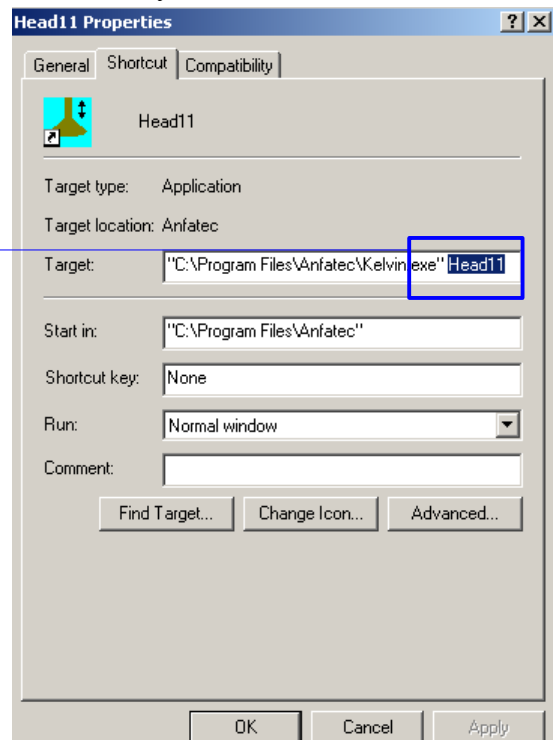 Head11 Properties
General Shortcut Compatibility
Head11
Target type: Application
Target location: Anfatec
Target: "C:\Program Files\Anfatec\Kelvin.exe" Head11
Start in: "C:\Program Files\Anfatec"
Shortcut key: None
Run: Normal window
Comment:
Find Target... Change Icon... Advanced...
OK Cancel Apply